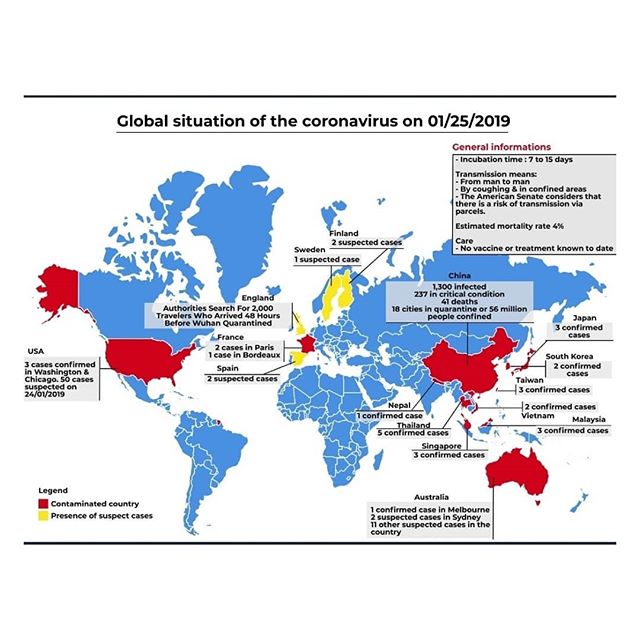 Global situation of the coronavirus on 01/25/2019
General informations
- Incubation time : 7 to 15 days
Transmission means:
- From man to man
- By coughing & in confined areas
- The American Senate considers that
there is a risk of transmission via
parcels.
Estimated mortality rate 4%
Care
- No vaccine or treatment known to date
Finland
2 suspected cases
Sweden
1 suspected case
China
1,300 infected
237 in critical condition
41 deaths
18 cities in quarantine or 56 million
people confined
England
Authorities Search For 2,000
Travelers Who Arrived 48 Hours
Before Wuhan Quarantined
France
2 cases in Paris
1 case in Bordeaux
Spain
2 suspected cases
Japan
3 confirmed
cases
USA
3 cases confirmed
in Washington &
Chicago. 50 cases
suspected on
24/01/2019
South Korea
2 confirmed
cases
Taiwan
3 confirmed cases
Nepal
1 confirmed case
2 confirmed cases
Vietnam
Thailand
5 confirmed cases
Malaysia
3 confirmed cases
Singapore
3 confirmed cases
Legend
Contaminated country
Presence of suspect cases
Australia
1 confirmed case in Melbourne
2 suspected cases in Sydney
11 other suspected cases in the
country